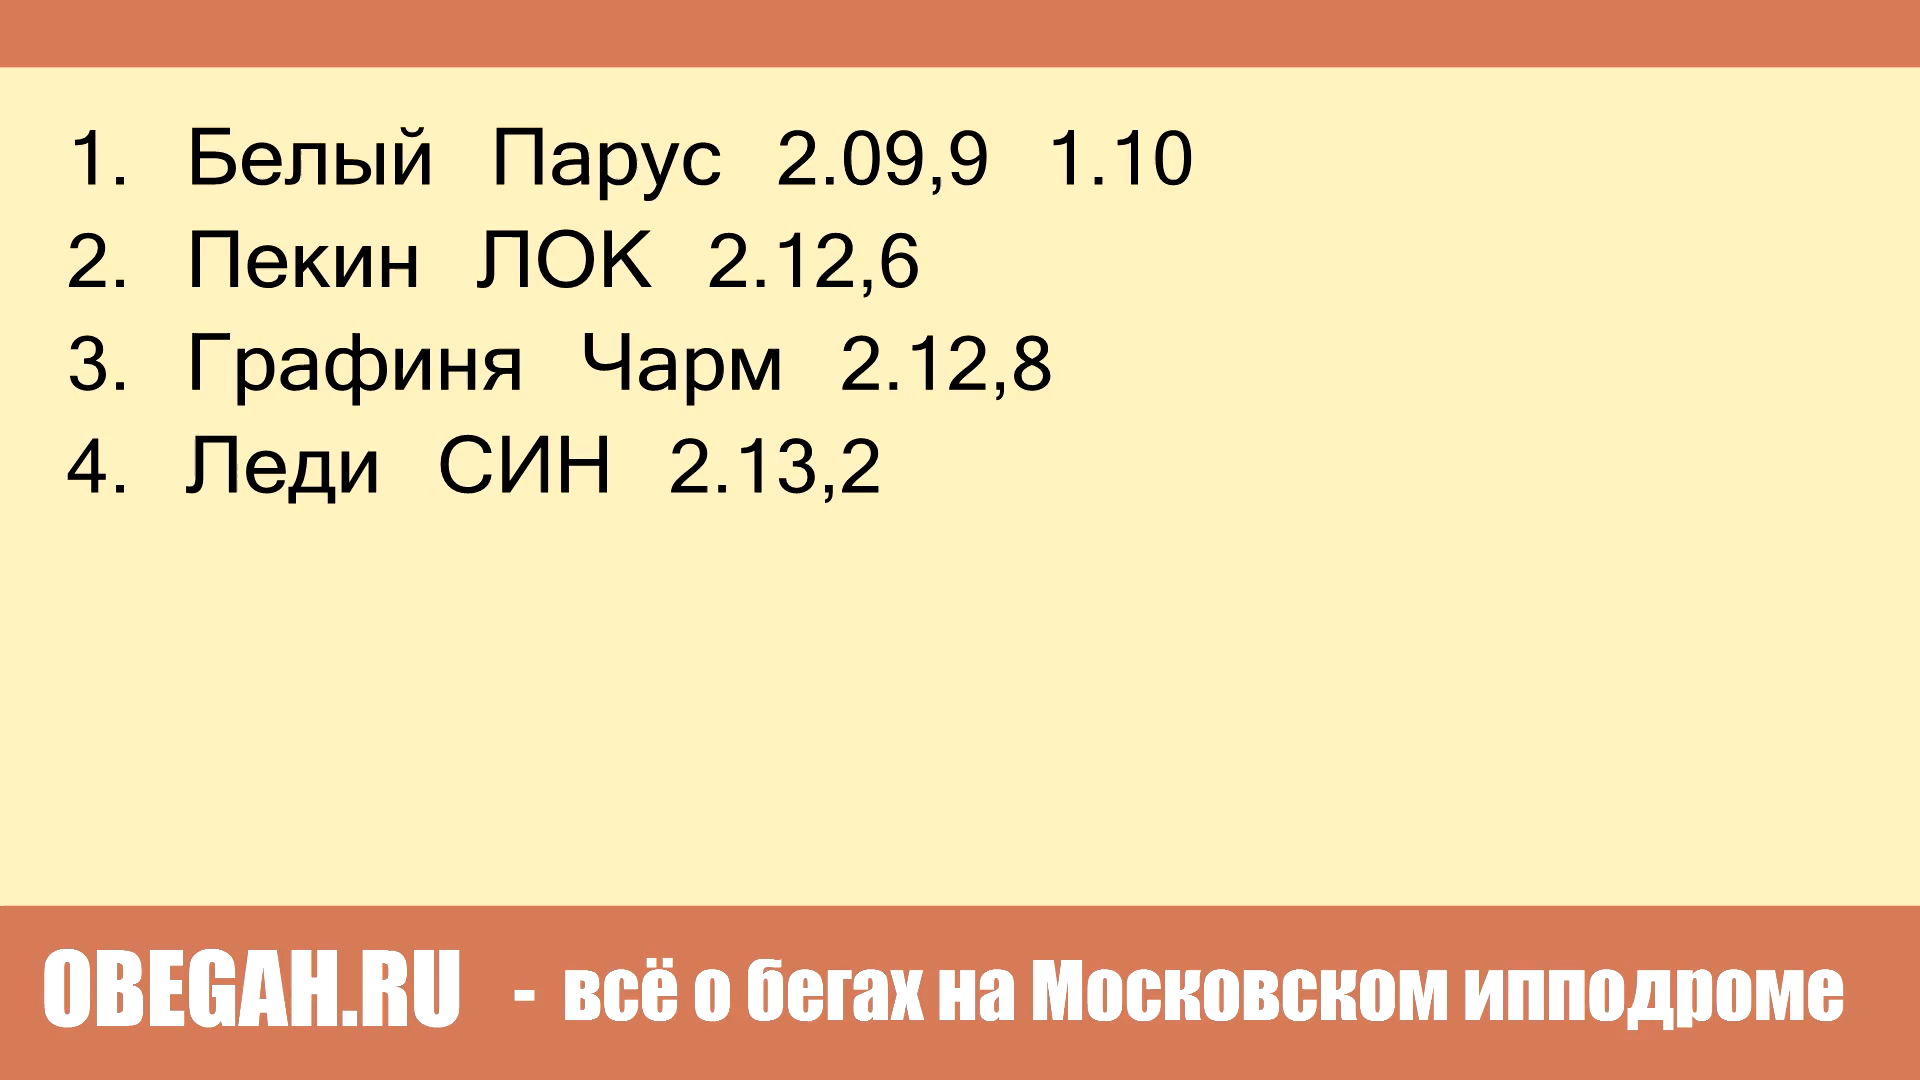 1. Белый Парус 2.09,9 1.10
2. Пекин ЛОК 2.12,6
3. Графиня Чарм 2.12,8
4. Леди СИН 2.13,2
OBEGAH.RU - всё о бегах на Московском ипподроме